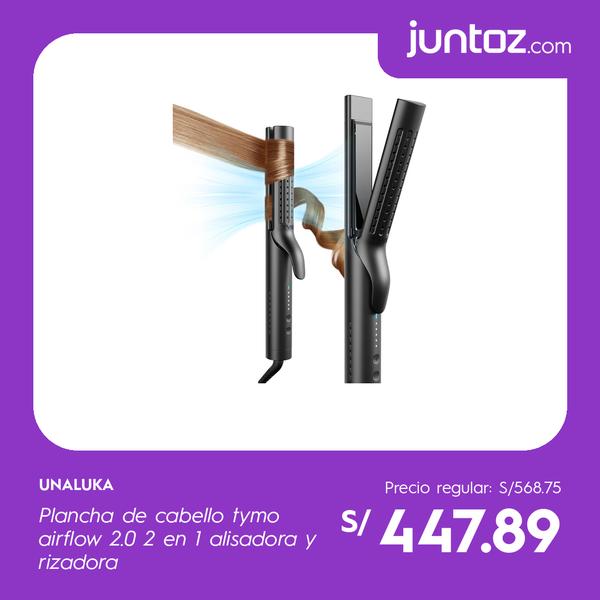 juntoz.com
UNALUKA
Plancha de cabello tymo
airflow 2.0 2 en 1 alisadora y
rizadora
Precio regular: S/568.75
S/ 447.89